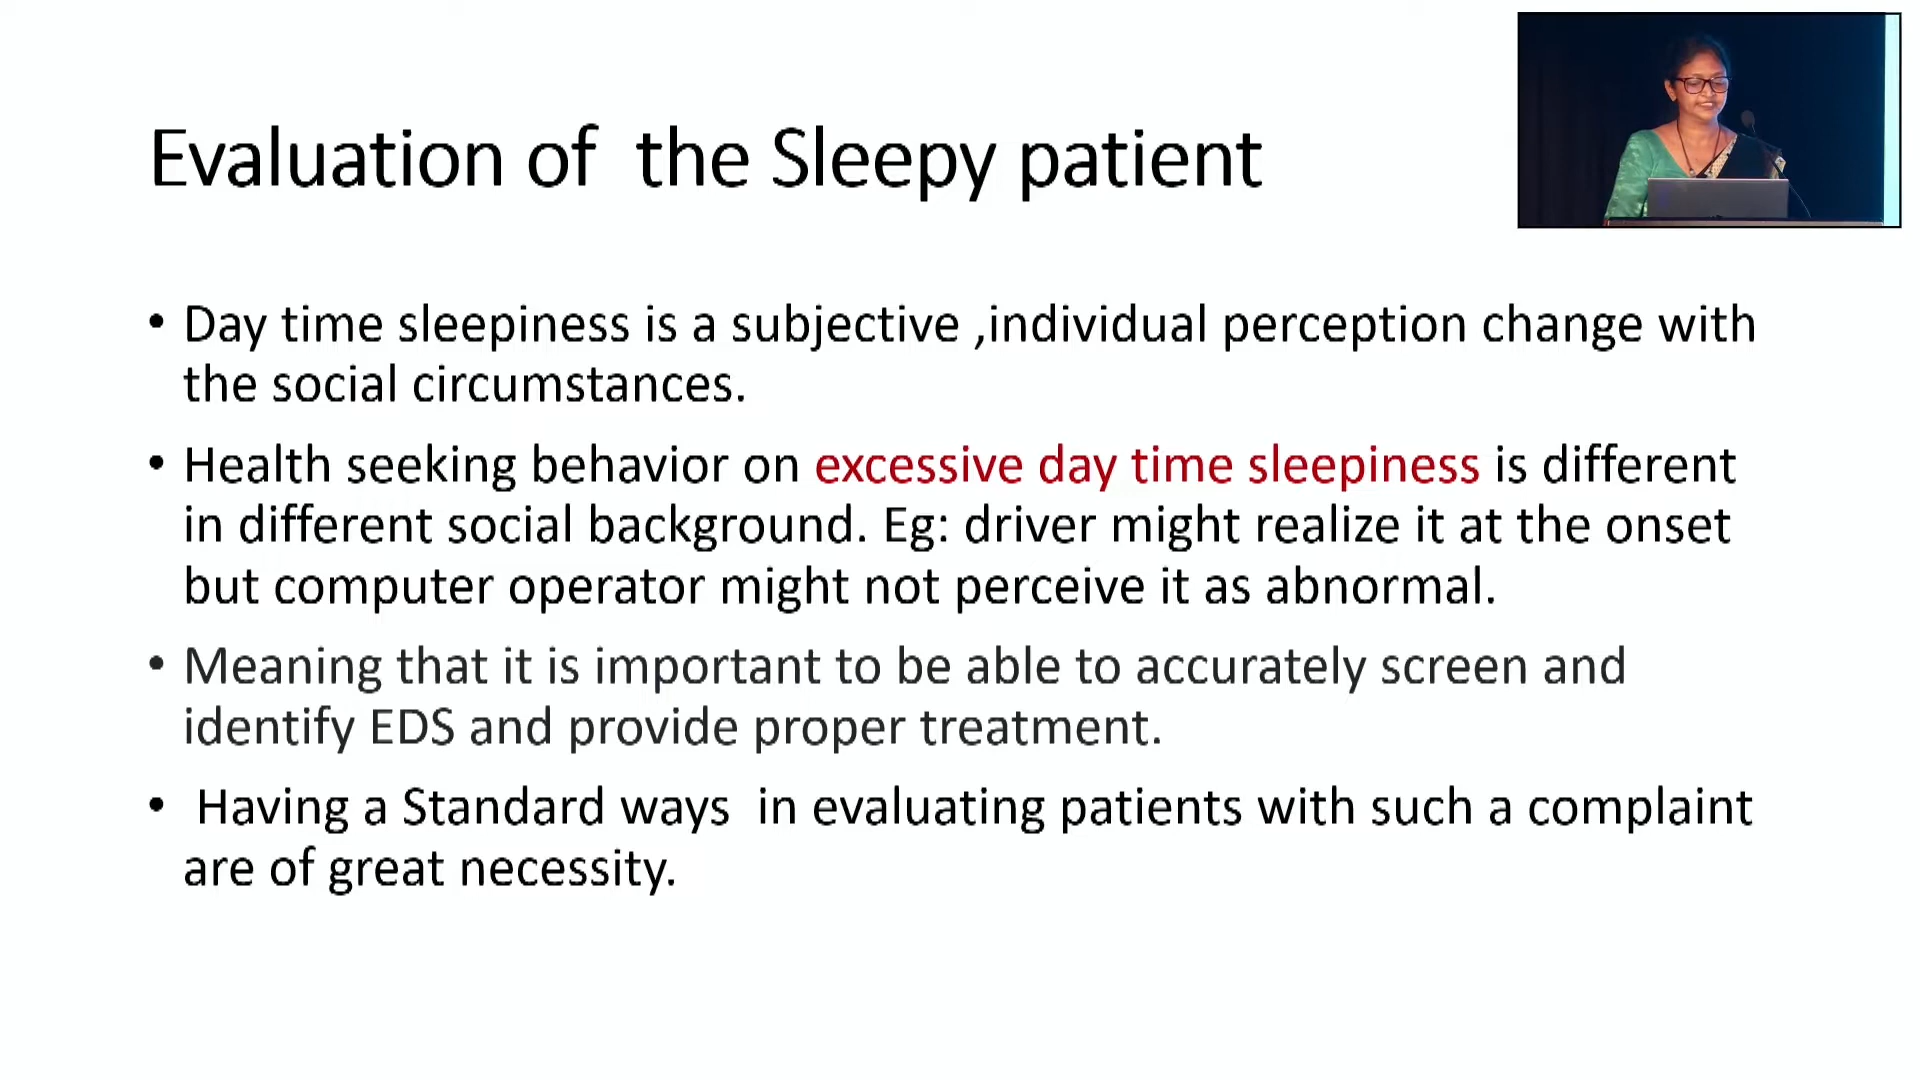 Evaluation of  the Sleepy patient
• Day time sleepiness is a subjective ,individual perception change with
the social circumstances.
• Health seeking behavior on excessive day time sleepiness is different
in different social background. Eg: driver might realize it at the onset
but computer operator might not perceive it as abnormal.
• Meaning that it is important to be able to accurately screen and
identify EDS and provide proper treatment.
•  Having a Standard ways  in evaluating patients with such a complaint
are of great necessity.